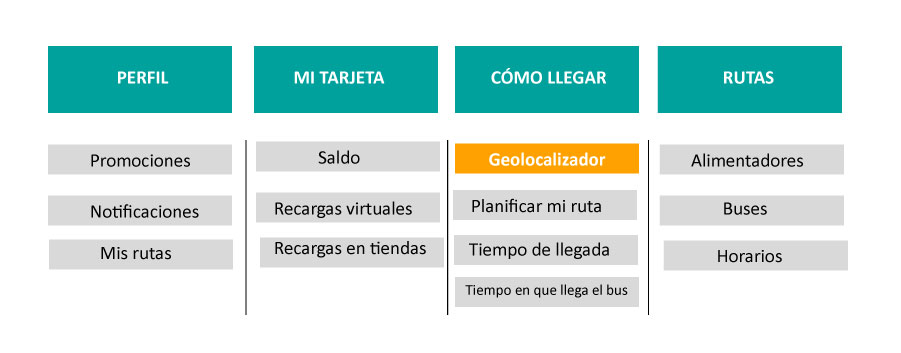 PERFIL
Promociones
Notificaciones
Mis rutas
MI TARJETA
Saldo
Recargas virtuales
Recargas en tiendas
CÓMO LLEGAR
Geolocalizador
Planificar mi ruta
Tiempo de llegada
Tiempo en que llega el bus
RUTAS
Alimentadores
Buses
Horarios